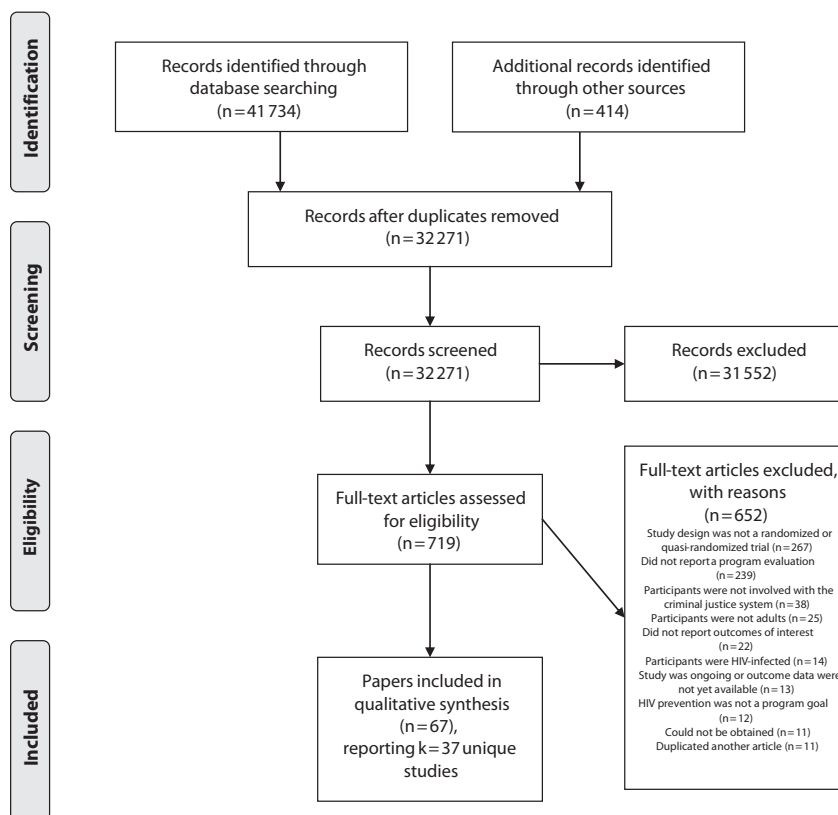 Identification
Records identified through
database searching
(n=41 734)
Additional records identified
through other sources
(n=414)
Records after duplicates removed
(n=32 271)
Screening
Records screened
(n=32 271)
Records excluded
(n=31 552)
Eligibility
Full-text articles assessed
for eligibility
(n=719)
Full-text articles excluded,
with reasons
(n=652)
Study design was not a randomized or
quasi-randomized trial (n=267)
Did not report a program evaluation
(n=239)
Participants were not involved with the
criminal justice system (n=38)
Participants were not adults (n=25)
Did not report outcomes of interest
(n=22)
Participants were HIV-infected (n=14)
Study was ongoing or outcome data were
not yet available (n=13)
HIV prevention was not a program goal
(n=12)
Could not be obtained (n=11)
Duplicated another article (n=11)
Included
Papers included in
qualitative synthesis
(n=67),
reporting k=37 unique
studies